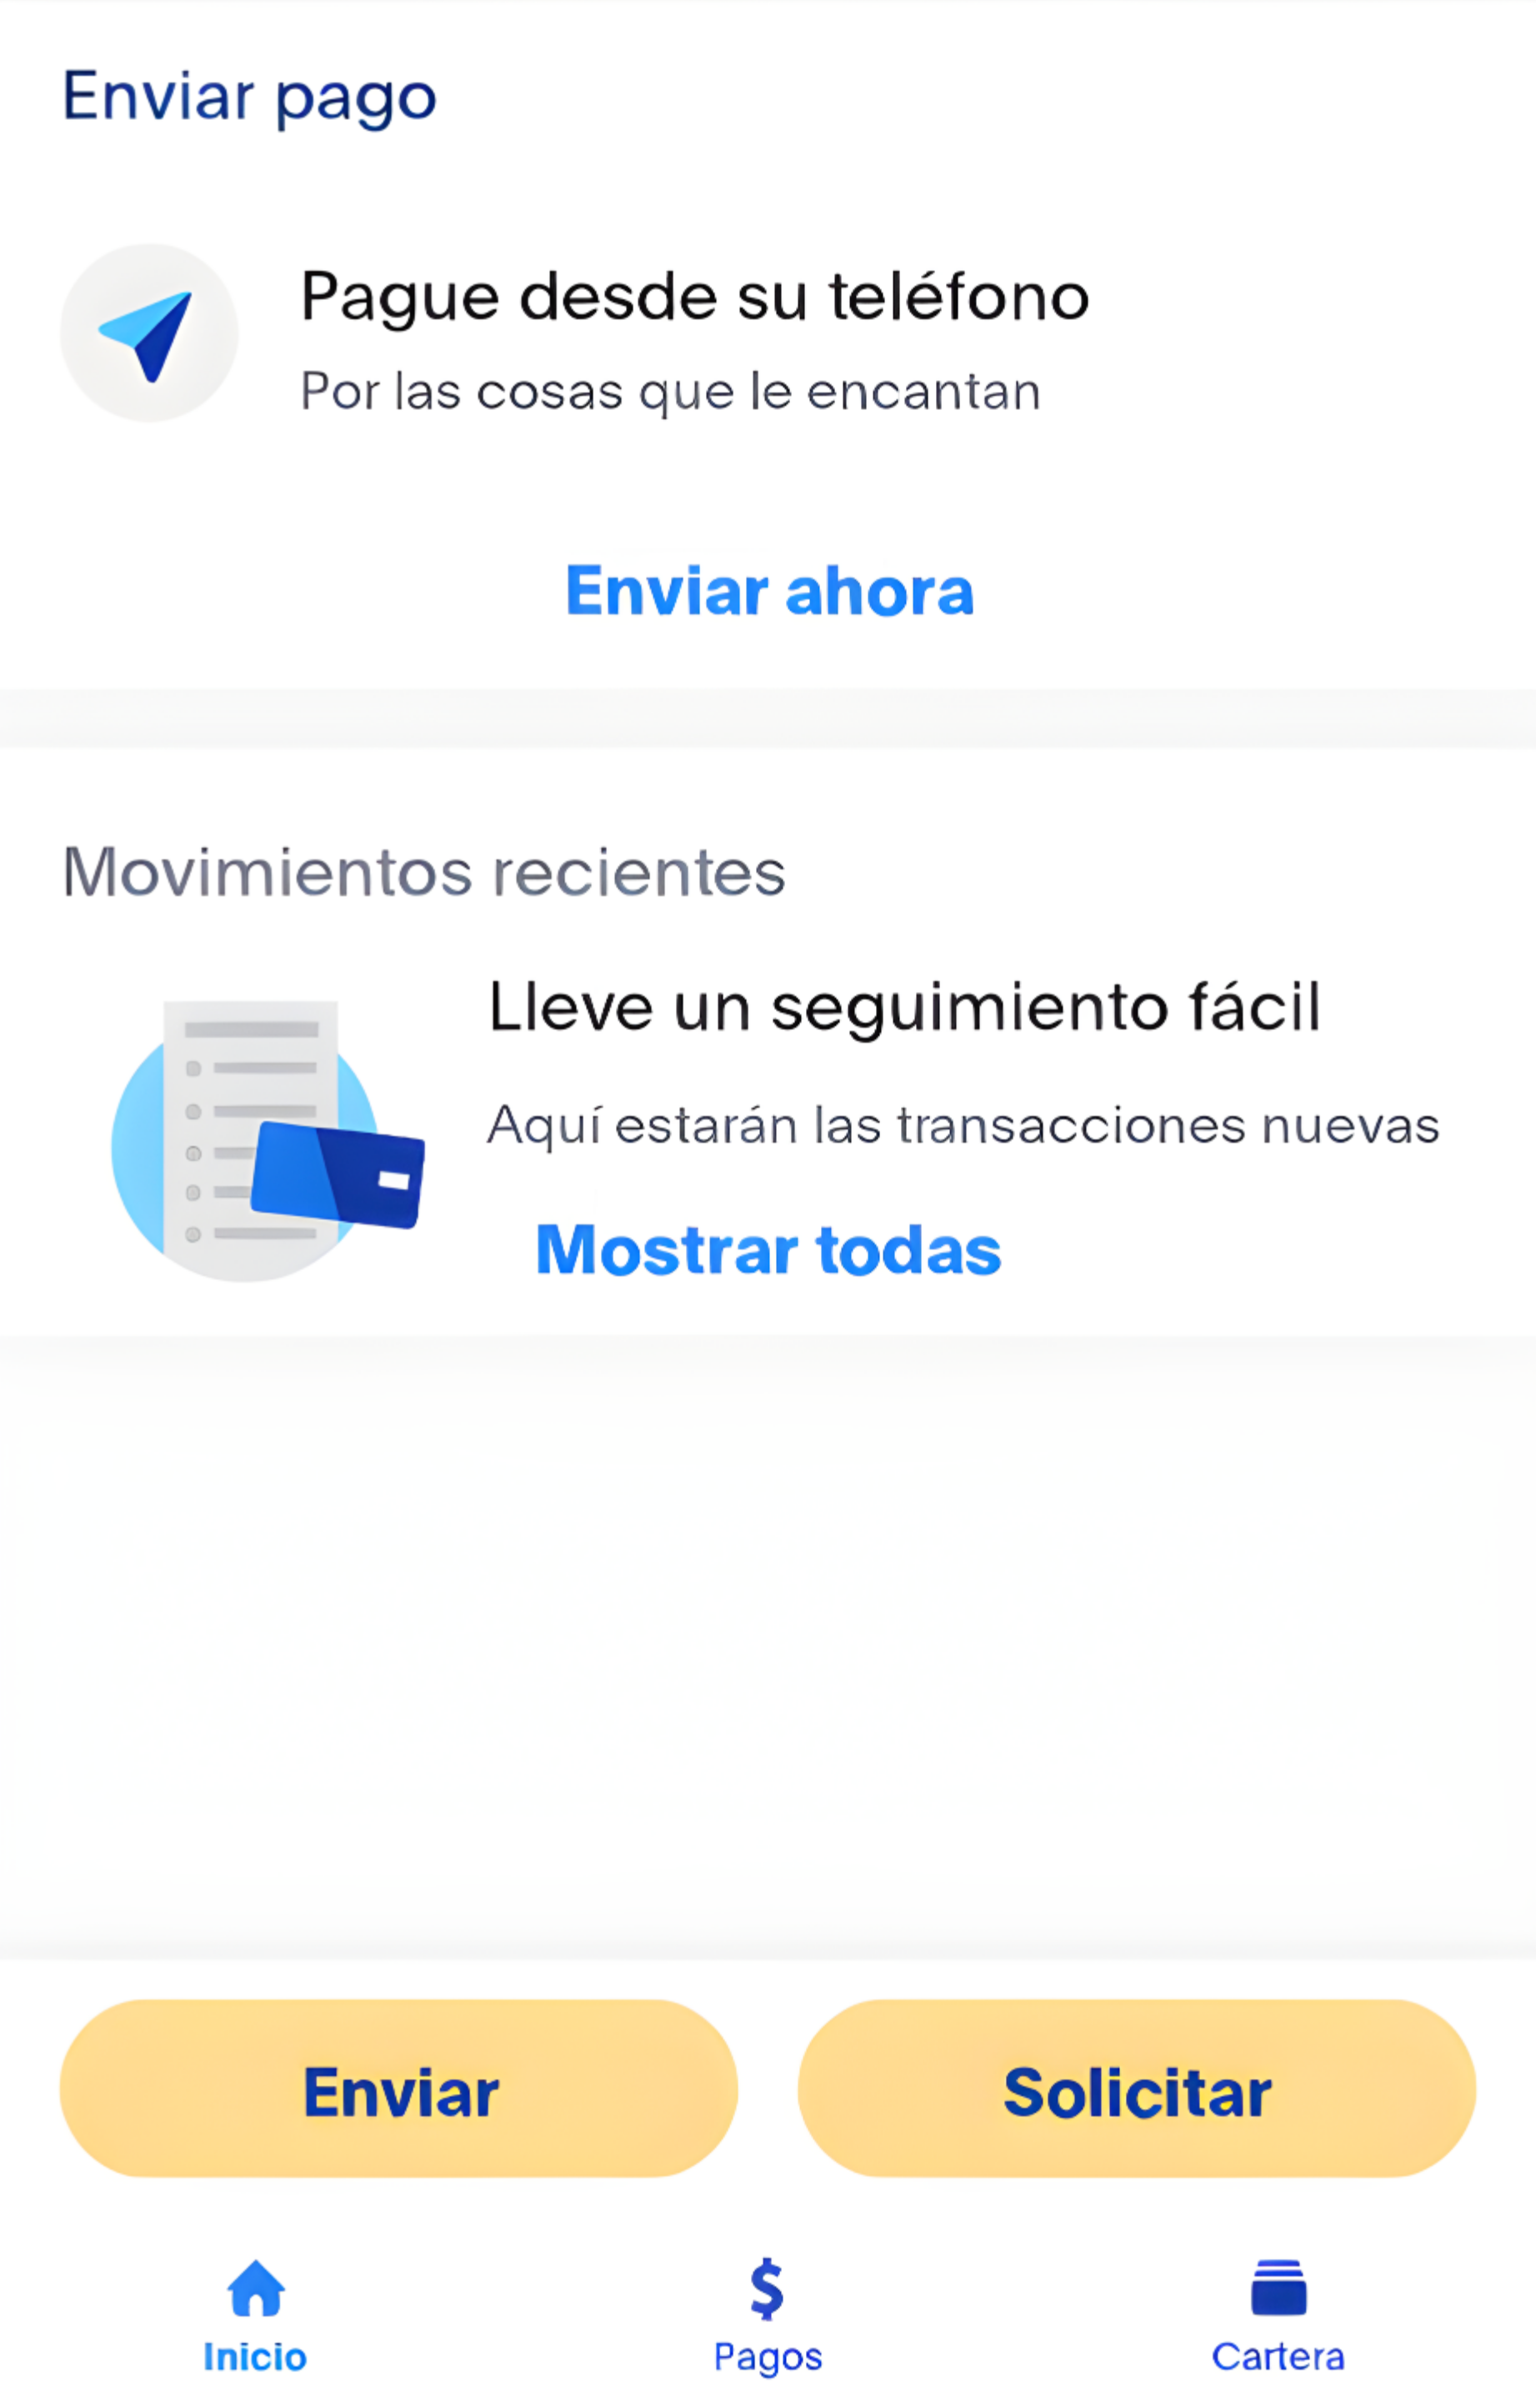 Enviar pago
Pague desde su teléfono
Por las cosas que le encantan
Enviar ahora
Movimientos recientes
Lleve un seguimiento fácil
Aquí estarán las transacciones nuevas
Mostrar todas
Enviar
Solicitar
Inicio
Pagos
Cartera